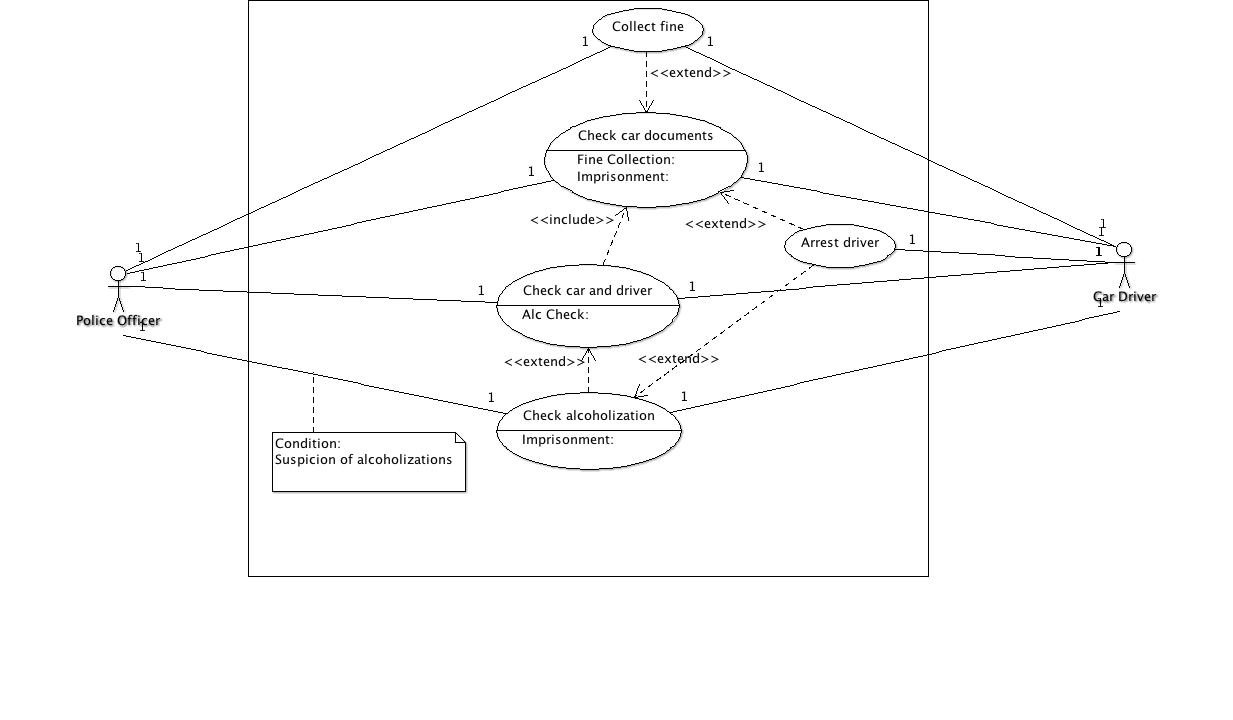 Collect fine
1
1
<<extend>>
Check car documents
Fine Collection:
Imprisonment:
1
1
<<include>>
<<extend>>
Arrest driver
1
1
1
1
1
1
1
1
Police Officer
1
Check car and driver
Alc Check:
1
1
Car Driver
1
<<extend>>
<<extend>>
1
1
Check alcoholization
Imprisonment:
Condition:
Suspicion of alcoholizations